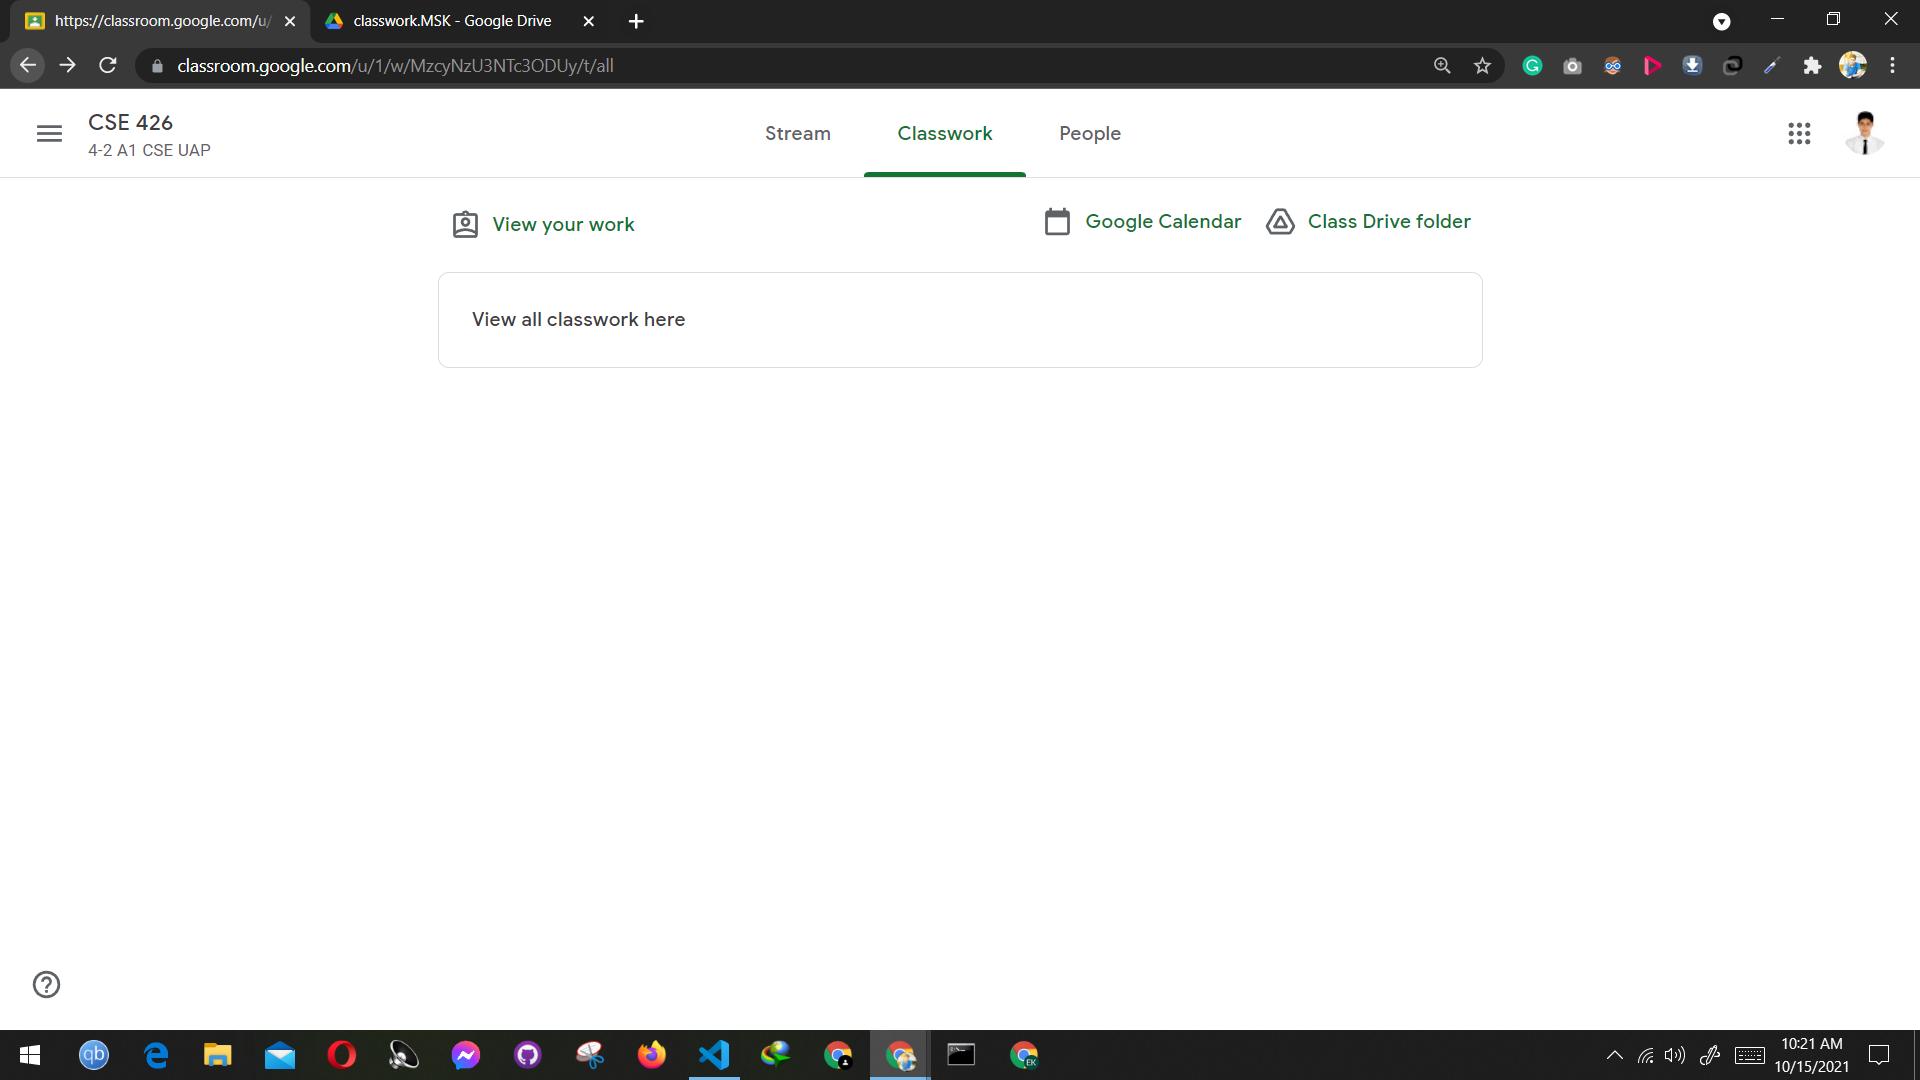 https://classroom.google.com/u/
classwork.MSK - Google Drive
classroom.google.com/u/1/w/MzcyNzU3NTc3ODUy/t/all
CSE 426
4-2 A1 CSE UAP
Stream
Classwork
People
View your work
Google Calendar
Class Drive folder
View all classwork here
qb
EK
10:21 AM
10/15/2021